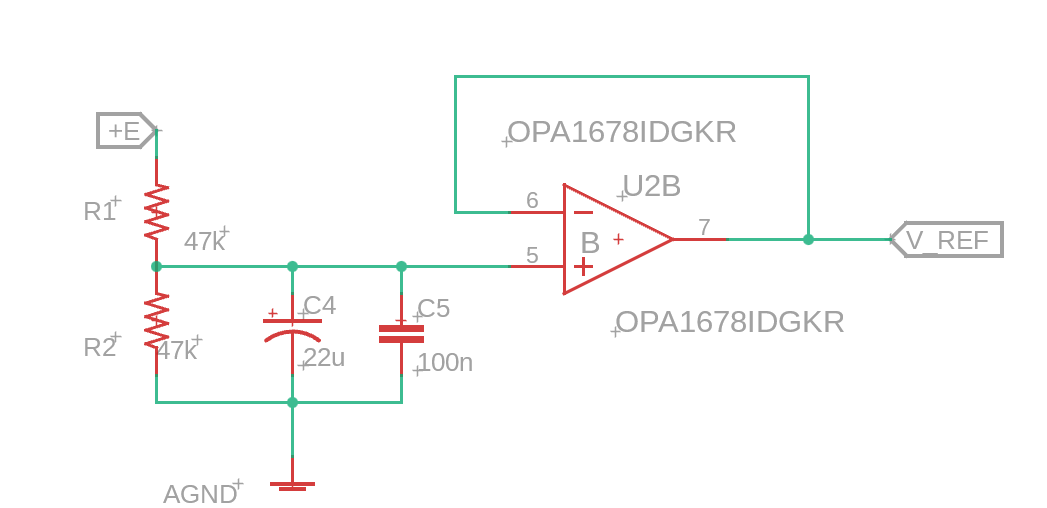 OPA1678IDGKR
+E
U2B
6
R1
7
47k
B
V_REF
5
C4
C5
OPA1678IDGKR
R2
47k
22u
100n
AGND